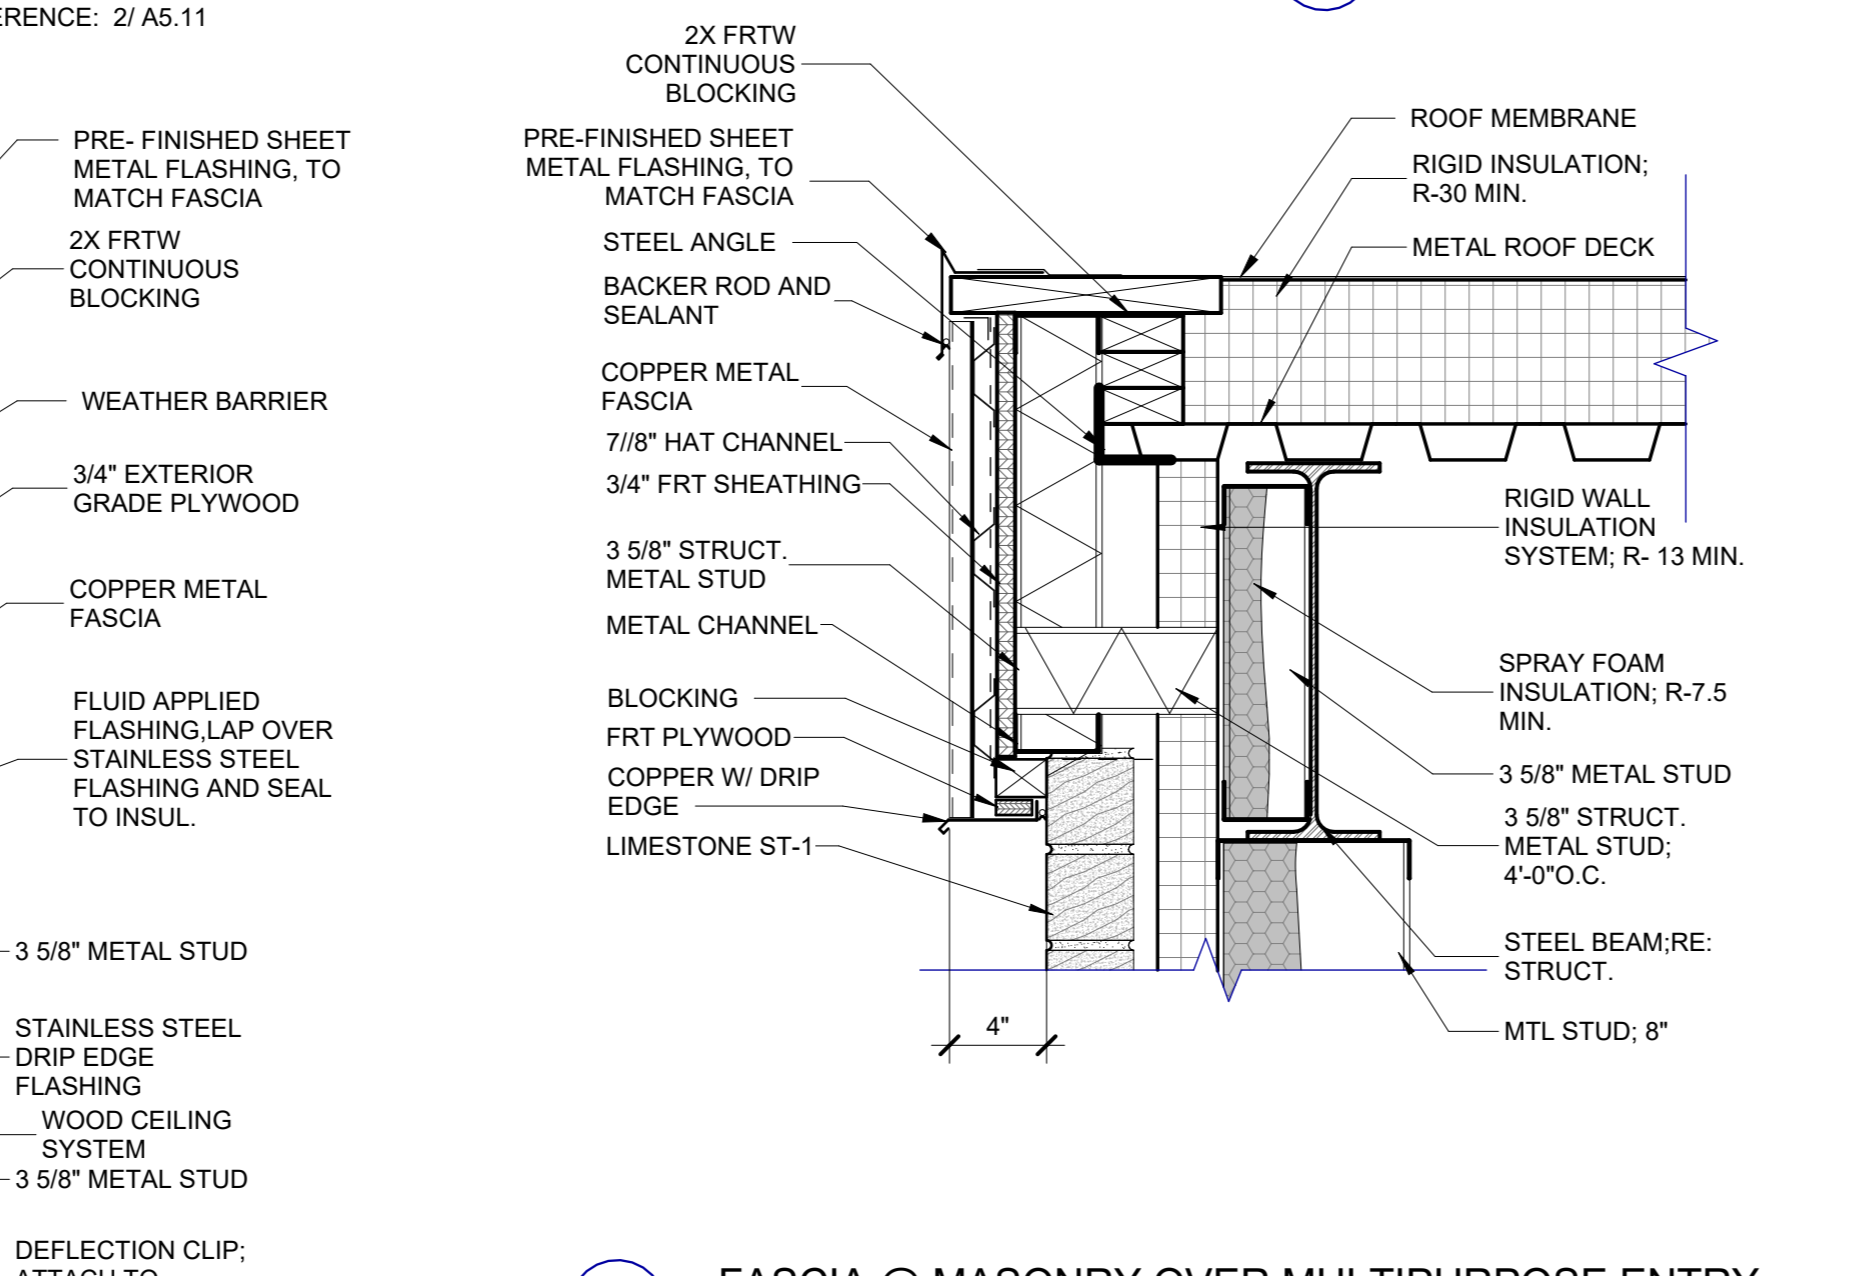 ERENCE: 2/ A5.11
PRE- FINISHED SHEET
METAL FLASHING, TO
MATCH FASCIA
2X FRTW
CONTINUOUS
BLOCKING
WEATHER BARRIER
3/4" EXTERIOR
GRADE PLYWOOD
COPPER METAL
FASCIA
FLUID APPLIED
FLASHING,LAP OVER
STAINLESS STEEL
FLASHING AND SEAL
TO INSUL.
3 5/8" METAL STUD
STAINLESS STEEL
DRIP EDGE
FLASHING
WOOD CEILING
SYSTEM
3 5/8" METAL STUD
DEFLECTION CLIP;
ATTACH TO
2X FRTW
CONTINUOUS
BLOCKING
PRE-FINISHED SHEET
METAL FLASHING, TO
MATCH FASCIA
STEEL ANGLE
BACKER ROD AND
SEALANT
COPPER METAL
FASCIA
7//8" HAT CHANNEL
3/4" FRT SHEATHING
3 5/8" STRUCT.
METAL STUD
METAL CHANNEL
BLOCKING
FRT PLYWOOD
COPPER W/ DRIP
EDGE
LIMESTONE ST-1
4"
ROOF MEMBRANE
RIGID INSULATION;
R-30 MIN.
METAL ROOF DECK
RIGID WALL
INSULATION
SYSTEM; R- 13 MIN.
SPRAY FOAM
INSULATION; R-7.5
MIN.
3 5/8" METAL STUD
3 5/8" STRUCT.
METAL STUD;
4'-0"O.C.
STEEL BEAM;RE:
STRUCT.
MTL STUD; 8"
FASCIA @ MASONRY OVER MULTIPURPOSE ENTRY